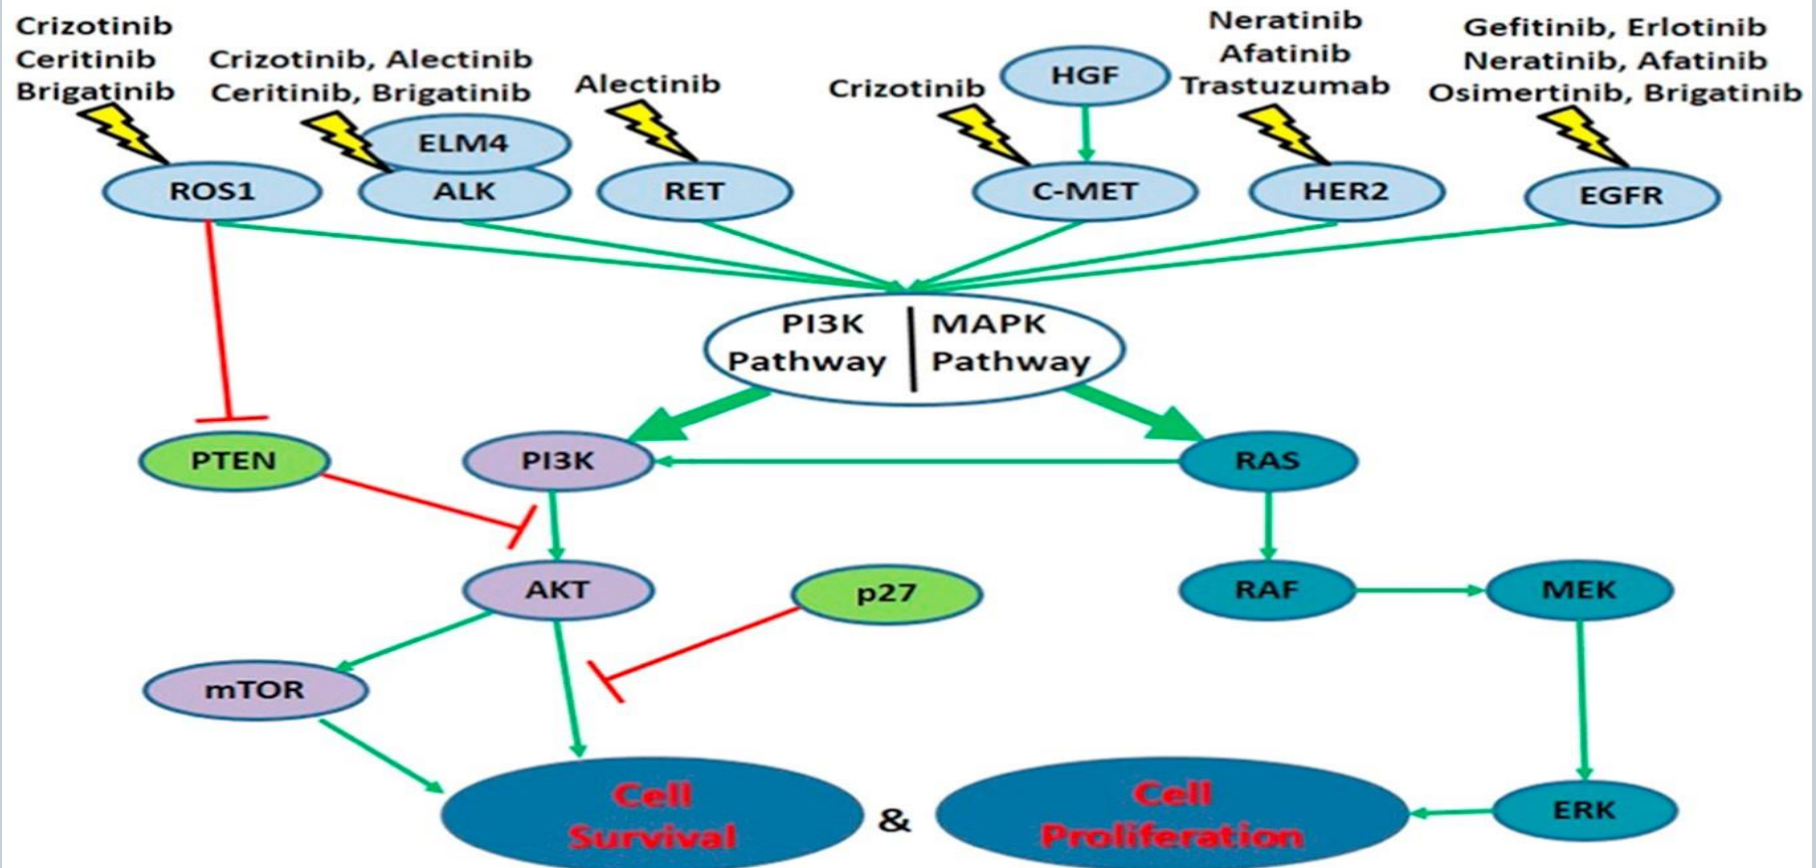 Crizotinib
Ceritinib
Brigatinib
Crizotinib, Alectinib
Ceritinib, Brigatinib
Alectinib
Crizotinib
HGF
Neratinib
Afatinib
Trastuzumab
Gefitinib, Erlotinib
Neratinib, Afatinib
Osimertinib, Brigatinib
ELM4
ROS1
ALK
RET
C-MET
HER2
EGFR
PI3K
Pathway
MAPK
Pathway
PTEN
PI3K
RAS
AKT
p27
RAF
MEK
mTOR
Cell
Survival
&
Cell
Proliferation
ERK